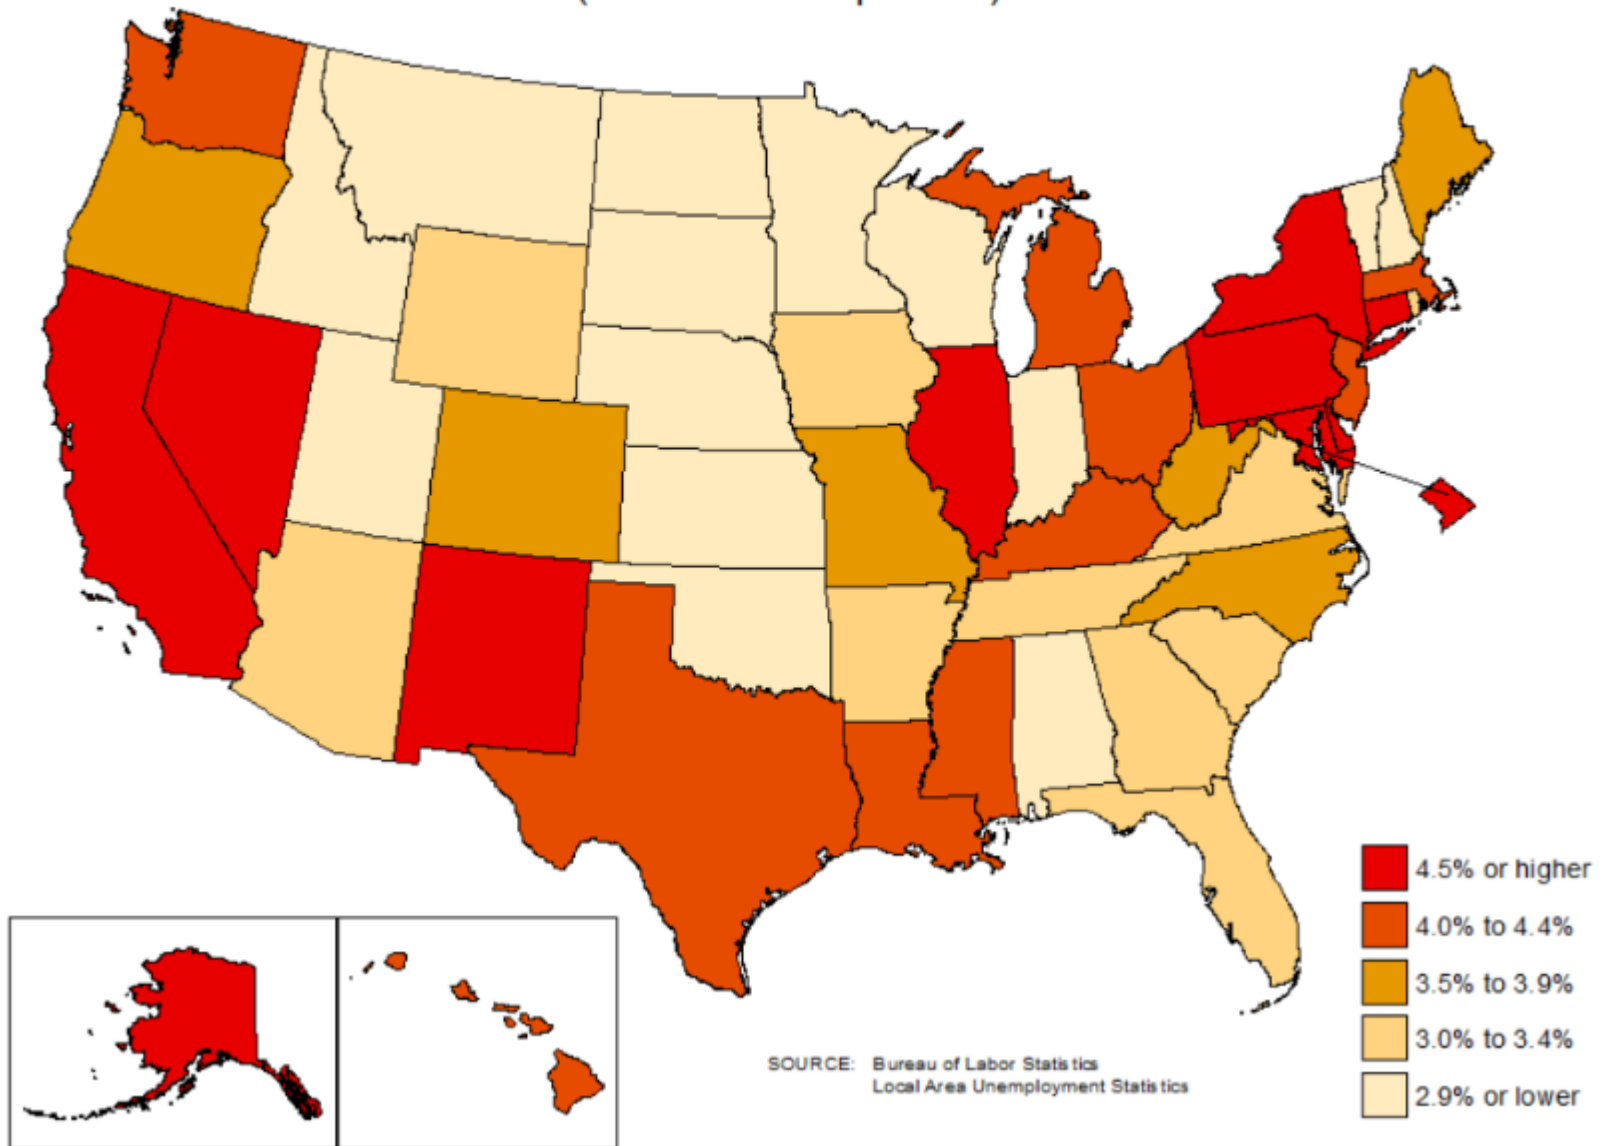 4.5% or higher
4.0% to 4.4%
3.5% to 3.9%
3.0% to 3.4%
2.9% or lower
SOURCE: Bureau of Labor Statistics
Local Area Unemployment Statistics